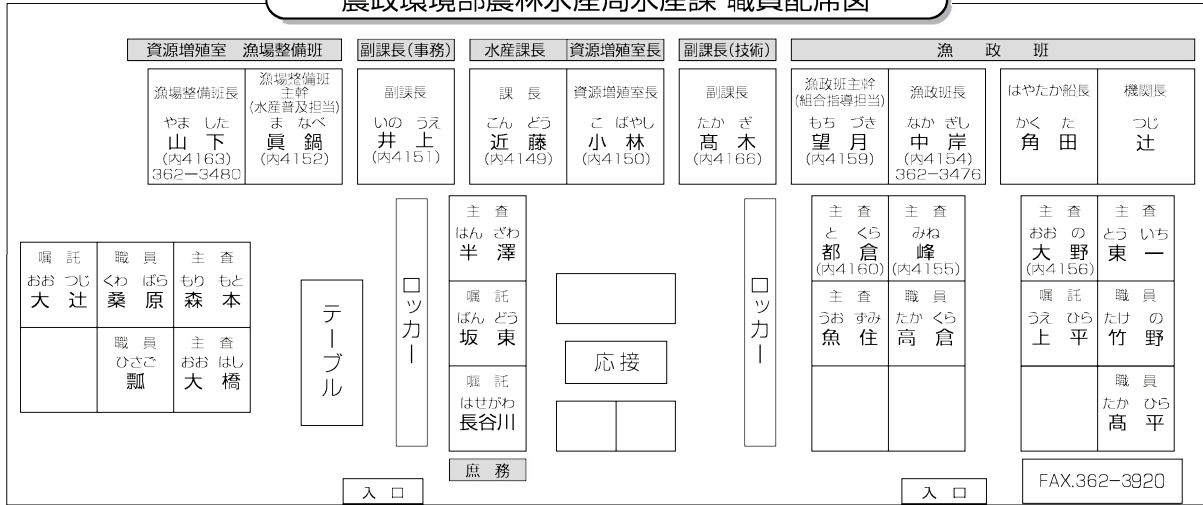 農政環境部農林水産局水産課 職員配席図
資源増殖室 漁場整備班
副課長(事務)
水産課長
資源増殖室長
副課長(技術)
漁 政 班
漁場整備班長
やま した
山 下
(内4163)
362-3480
漁場整備班
主幹
(水産普及担当)
ま なべ
眞 鍋
(内4152)
副課長
いの うえ
井 上
(内4151)
課 長
こん どう
近 藤
(内4149)
資源増殖室長
こ ばやし
小 林
(内4150)
副課長
たか ぎ
髙 木
(内4166)
漁政班主幹
(組合指導担当)
もち づき
望 月
(内4159)
漁政班長
なか ぎし
中 岸
(内4154)
362-3476
はやたか船長
かく た
角 田
機関長
つじ
辻
嘱 託
おお つじ
大 辻
職 員
くわ ばら
桑 原
主 査
もり もと
森 本
職 員
ひさご
瓢
主 査
おお はし
大 橋
テーブル
ロッカー
主 査
はん ざわ
半 澤
嘱 託
ばん どう
坂 東
嘱 託
はせがわ
長谷川
庶 務
応 接
ロッカー
主 査
と くら
都 倉
(内4160)
主 査
みね
峰
(内4155)
主 査
うお ずみ
魚 住
職 員
たか くら
高 倉
主 査
おお の
大 野
(内4156)
主 査
とう いち
東 一
嘱 託
うえ ひら
上 平
職 員
たけ の
竹 野
職 員
たか ひら
髙 平
入 口
入 口
FAX.362-3920